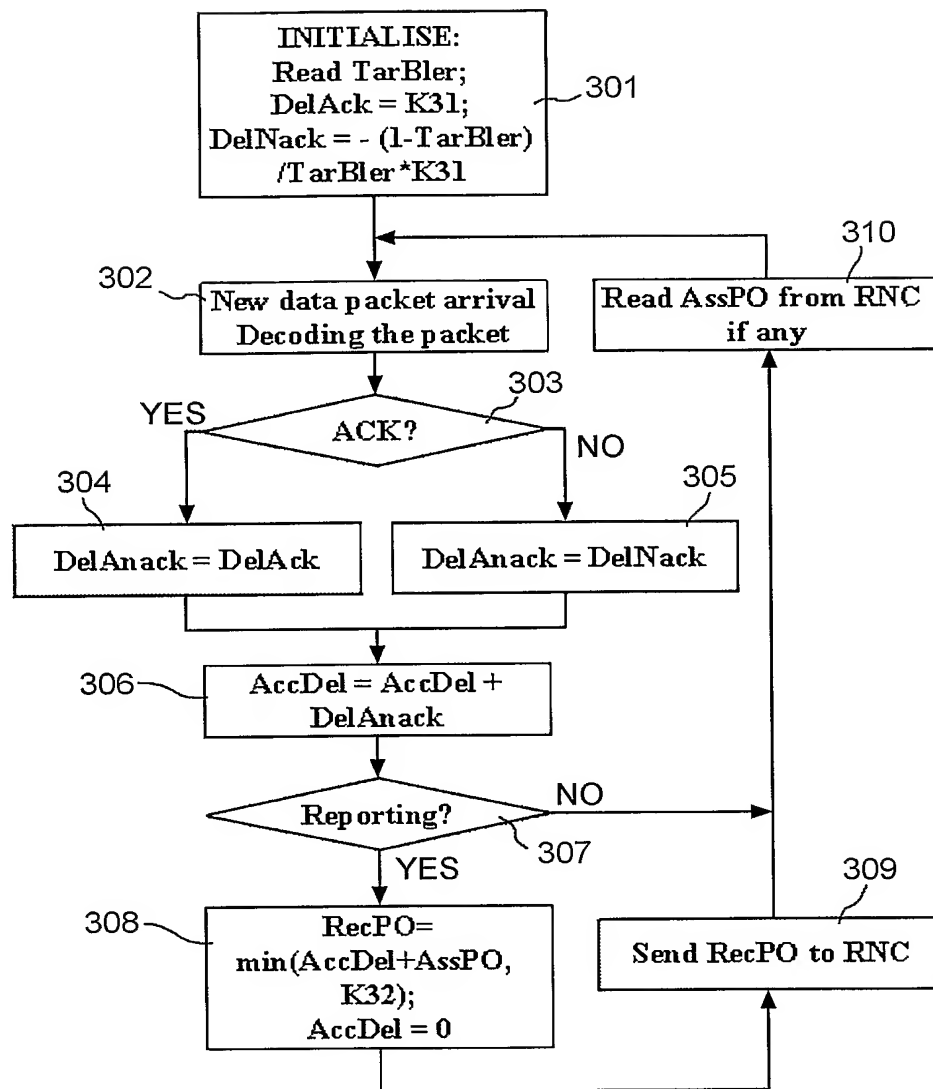 INITIALISE:
Read TarBler;
DelAck = K31;
DelNack = - (1-TarBler)
/TarBler*K31
301
310
302
New data packet arrival
Decoding the packet
Read AssPO from RNC
if any
303
YES
ACK?
NO
304
305
DelAnack = DelAck
DelAnack = DelNack
306
AccDel = AccDel +
DelAnack
Reporting?
NO
307
YES
309
308
RecPO=
min(AccDel+AssPO,
K32);
AccDel = 0
Send RecPO to RNC